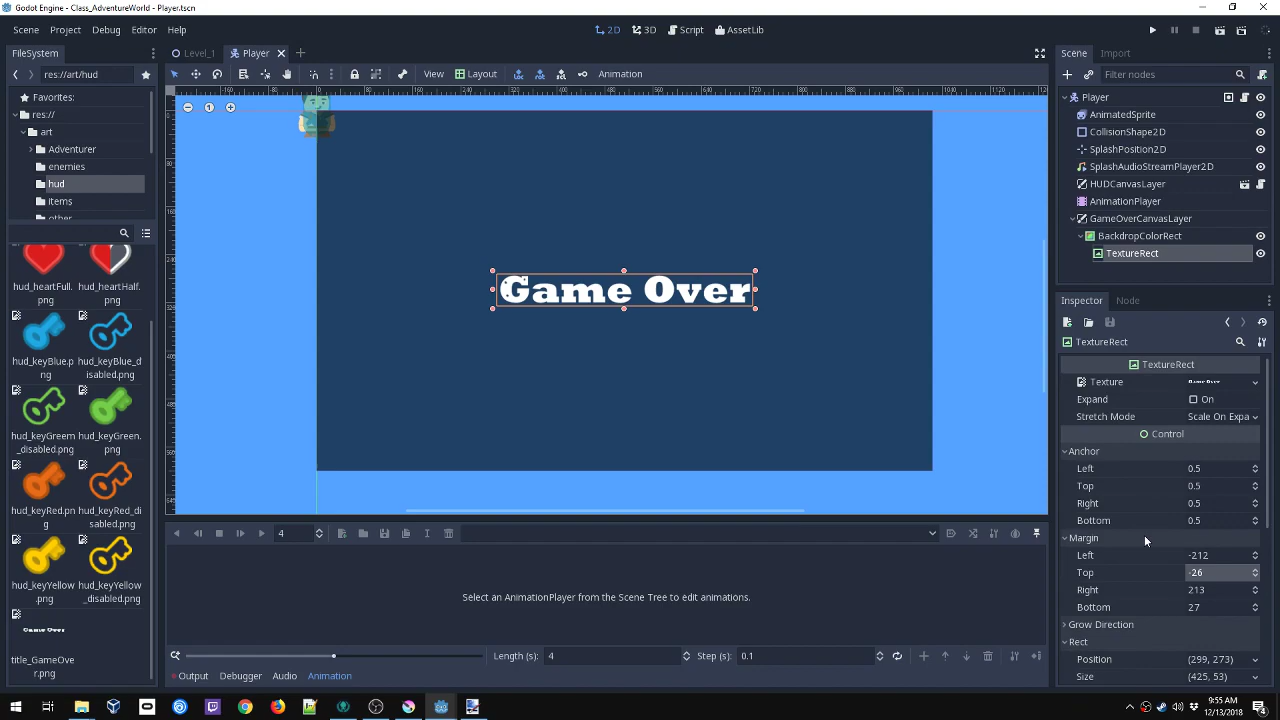 Godot Engine - Class_AdventureWorld - Player.tscn
Scene Project Debug Editor Help
2D 3D Script AssetLib
FileSystem
Level_1 Player
Scene Import
res://art/hud
View Layout Animation
Filter nodes
Favorites:
res://
art
Adventurer
enemies
hud
items
other
Player
AnimatedSprite
CollisionShape2D
SplashPosition2D
SplashAudioStreamPlayer2D
HUDCanvasLayer
AnimationPlayer
GameOverCanvasLayer
BackdropColorRect
TextureRect
Game Over
hud_heartFull.png
hud_heartHalf.png
hud_keyBlue.png
hud_keyBlue_disabled.png
hud_keyGreem_disabled.png
hud_keyGreen.png
hud_keyRed.png
hud_keyRed_disabled.png
hud_keyYellow.png
hud_keyYellow_disabled.png
Game Over
title_GameOver.png
Inspector Node
TextureRect
TextureRect
Texture Game Over
Expand On
Stretch Mode Scale On Expa
Control
Anchor
Left 0.5
Top 0.5
Right 0.5
Bottom 0.5
Margin
Left -212
Top -26
Right 213
Bottom 27
Grow Direction
Rect
Position (299, 273)
Size (425, 53)
4
Select an AnimationPlayer from the Scene Tree to edit animations.
Length (s): 4 Step (s): 0.1
Output Debugger Audio Animation
9:55 AM
12/13/2018